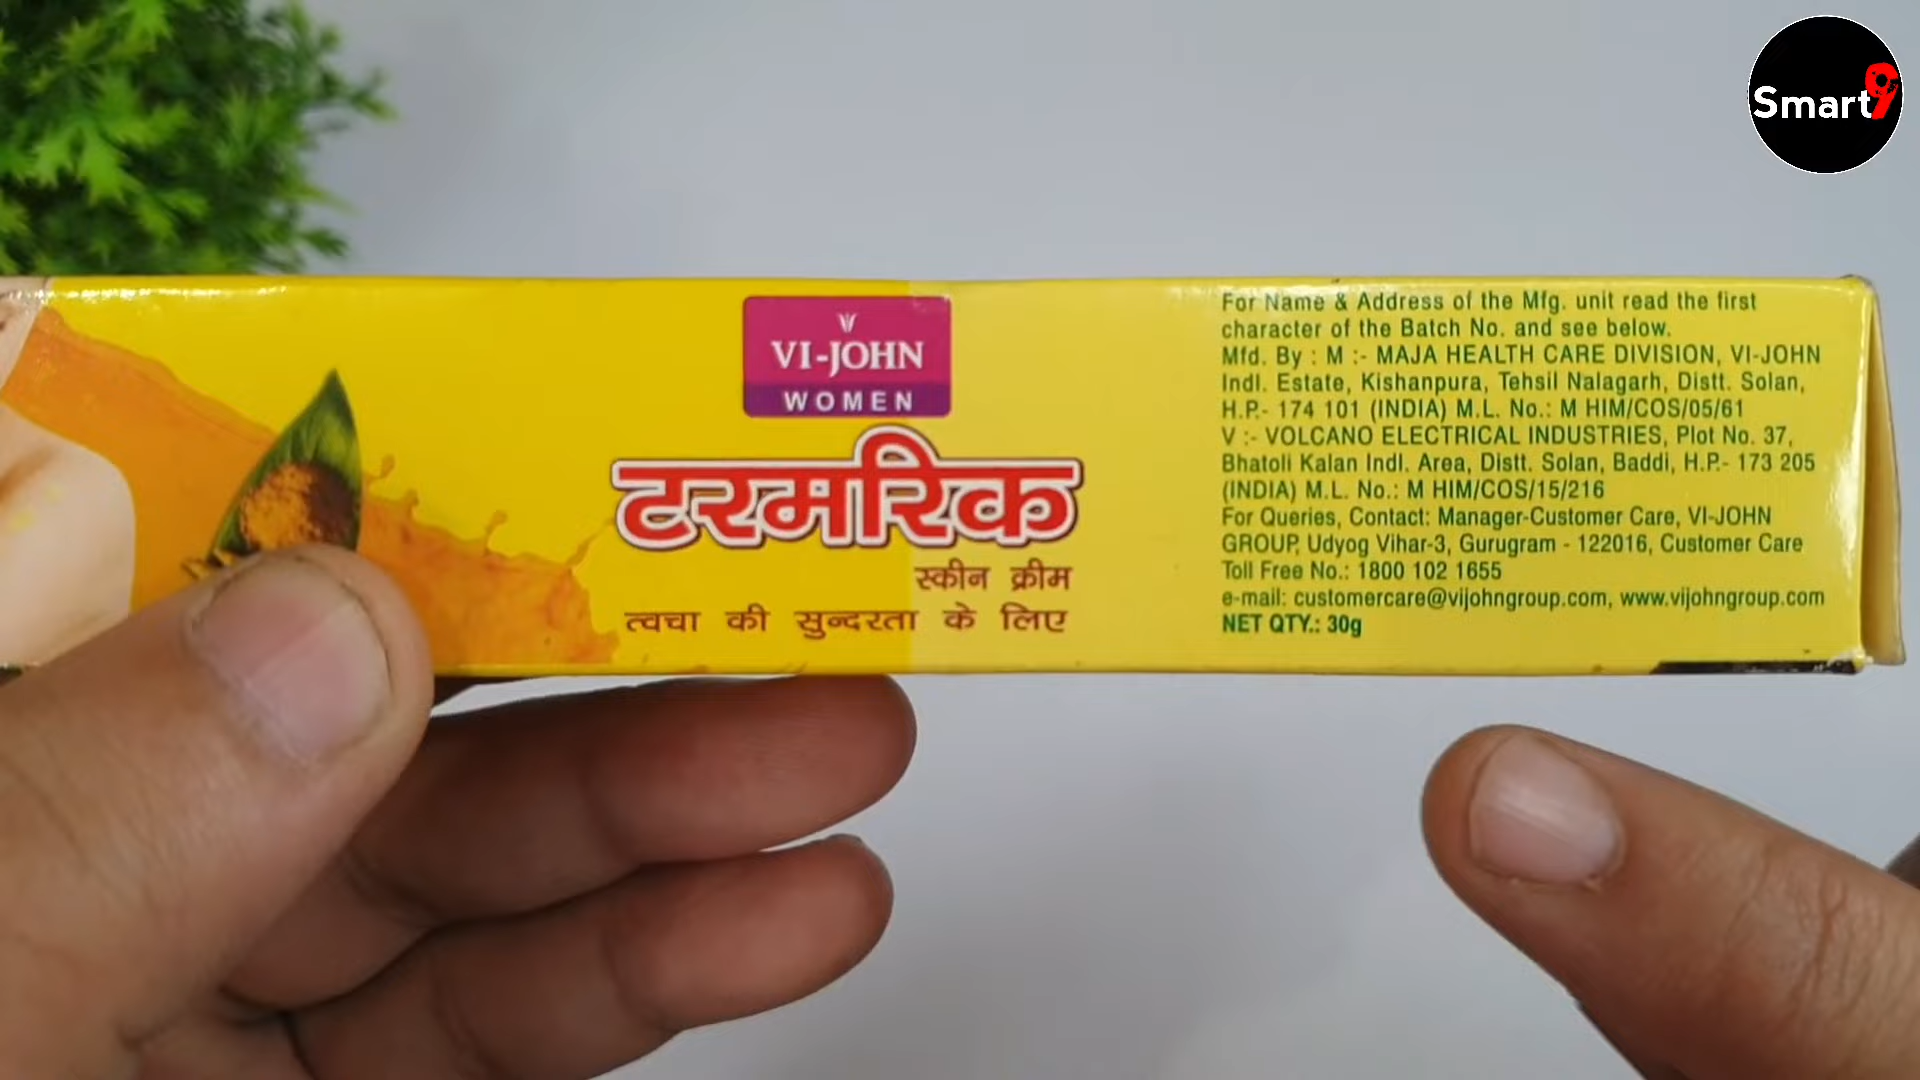 Smart9
VI-JOHN
WOMEN
टरमरिक
स्कीन क्रीम
त्वचा की सुन्दरता के लिए
For Name & Address of the Mfg. unit read the first
character of the Batch No. and see below.
Mfd. By : M :- MAJA HEALTH CARE DIVISION, VI-JOHN
Indl. Estate, Kishanpura, Tehsil Nalagarh, Distt. Solan,
H.P.- 174 101 (INDIA) M.L. No.: M HIM/COS/05/61
V :- VOLCANO ELECTRICAL INDUSTRIES, Plot No. 37,
Bhatoli Kalan Indl. Area, Distt. Solan, Baddi, H.P.- 173 205
(INDIA) M.L. No.: M HIM/COS/15/216
For Queries, Contact: Manager-Customer Care, VI-JOHN
GROUP, Udyog Vihar-3, Gurugram - 122016, Customer Care
Toll Free No.: 1800 102 1655
e-mail: customercare@vijohngroup.com, www.vijohngroup.com
NET QTY.: 30g